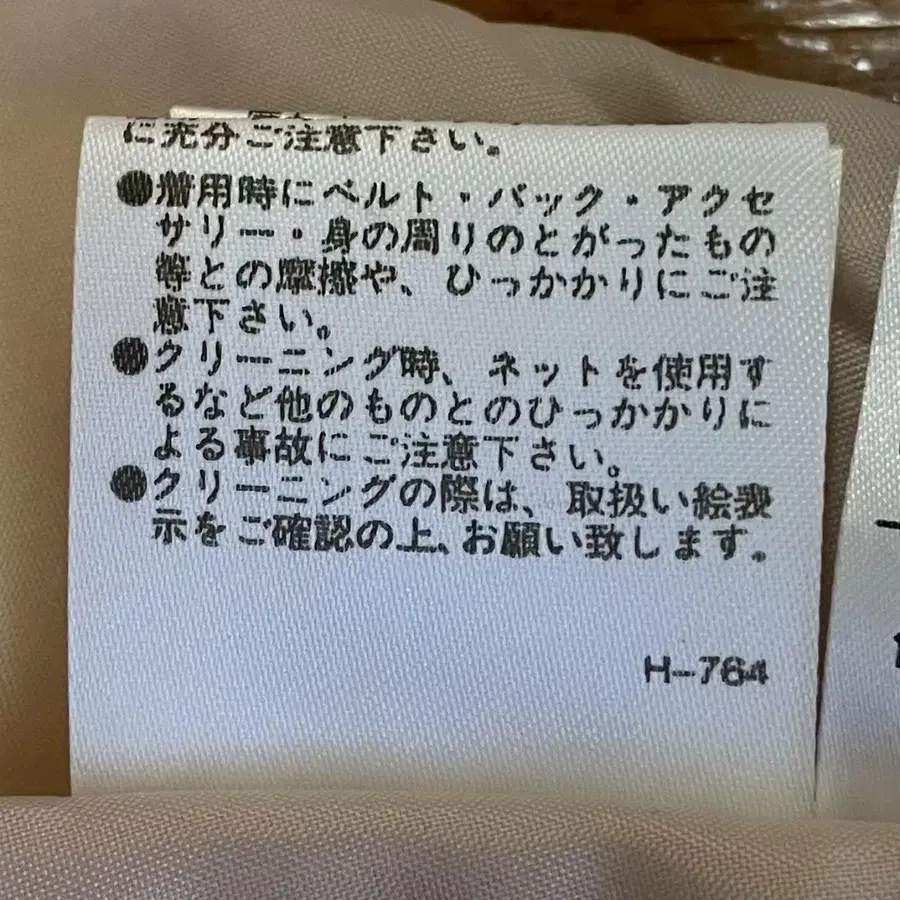 に充分ご注意下さい。
●着用時にベルト・バック・アクセ
サリー・身の周りのとがったもの
等との摩擦や、ひっかかりにご注
意下さい。
●クリーニング時、ネットを使用す
るなど他のものとのひっかかりに
よる事故にご注意下さい。
●クリーニングの際は、取扱い絵表
示をご確認の上、お願い致します。
H-764